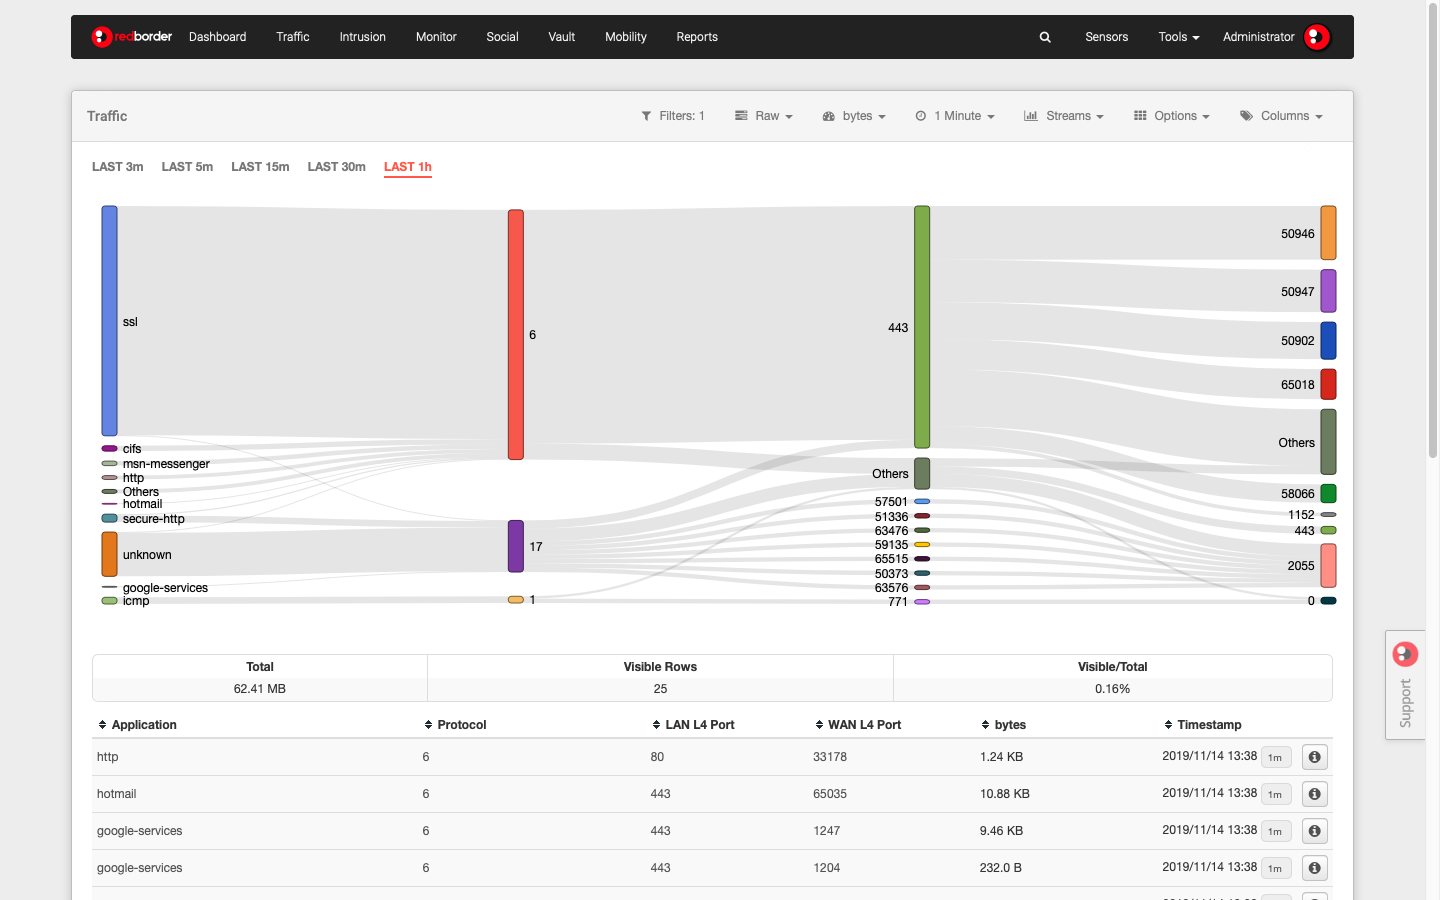 redborder Dashboard Traffic Intrusion Monitor Social Vault Mobility Reports Sensors Tools Administrator
Traffic Filters: 1 Raw bytes 1 Minute Streams Options Columns
LAST 3m LAST 5m LAST 15m LAST 30m LAST 1h
50946
50947
ssl
6
443
50902
65018
Others
cifs
msn-messenger
http
Others
hotmail
secure-http
unknown
google-services
icmp
17
1
Others
57501
51336
63476
59135
65515
50373
63576
771
58066
1152
443
2055
0
Support
Total Visible Rows Visible/Total
62.41 MB 25 0.16%
Application Protocol LAN L4 Port WAN L4 Port bytes Timestamp
http 6 80 33178 1.24 KB 2019/11/14 13:38 1m
hotmail 6 443 65035 10.88 KB 2019/11/14 13:38 1m
google-services 6 443 1247 9.46 KB 2019/11/14 13:38 1m
google-services 6 443 1204 232.0 B 2019/11/14 13:38 1m